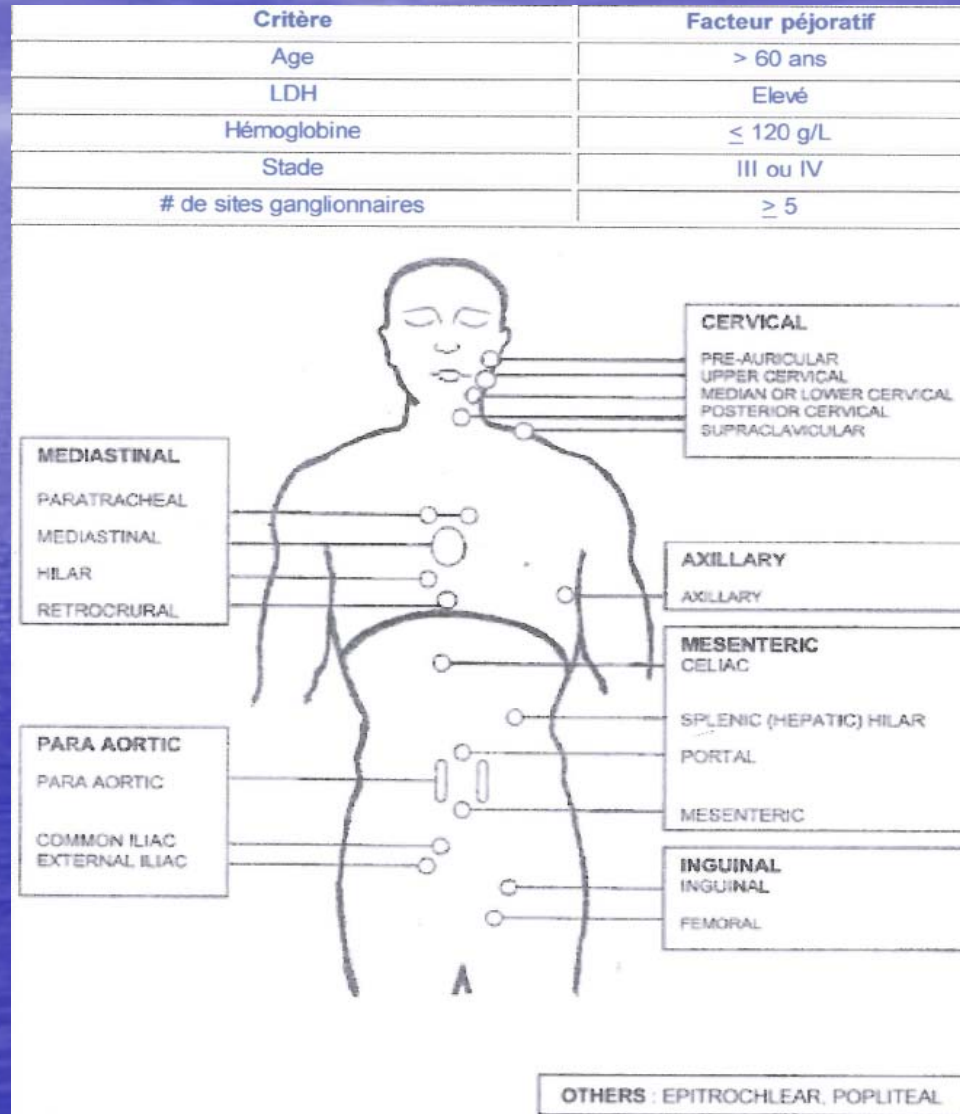 Critère Facteur péjoratif
Age > 60 ans
LDH Elevé
Hémoglobine ≤ 120 g/L
Stade III ou IV
# de sites ganglionnaires ≥ 5
CERVICAL
PRE-AURICULAR
UPPER CERVICAL
MEDIAN OR LOWER CERVICAL
POSTERIOR CERVICAL
SUPRACLAVICULAR
MEDIASTINAL
PARATRACHEAL
MEDIASTINAL
HILAR
RETROCRURAL
AXILLARY
AXILLARY
MESENTERIC
CELIAC
SPLENIC (HEPATIC) HILAR
PORTAL
MESENTERIC
PARA AORTIC
PARA AORTIC
COMMON ILIAC
EXTERNAL ILIAC
INGUINAL
INGUINAL
FEMORAL
OTHERS : EPITROCHLEAR, POPLITEAL